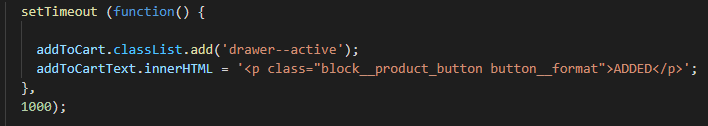 setTimeout (function() {
addToCart.classList.add('drawer--active');
addToCartText.innerHTML = '<p class="block__product_button button__format">ADDED</p>';
},
1000);